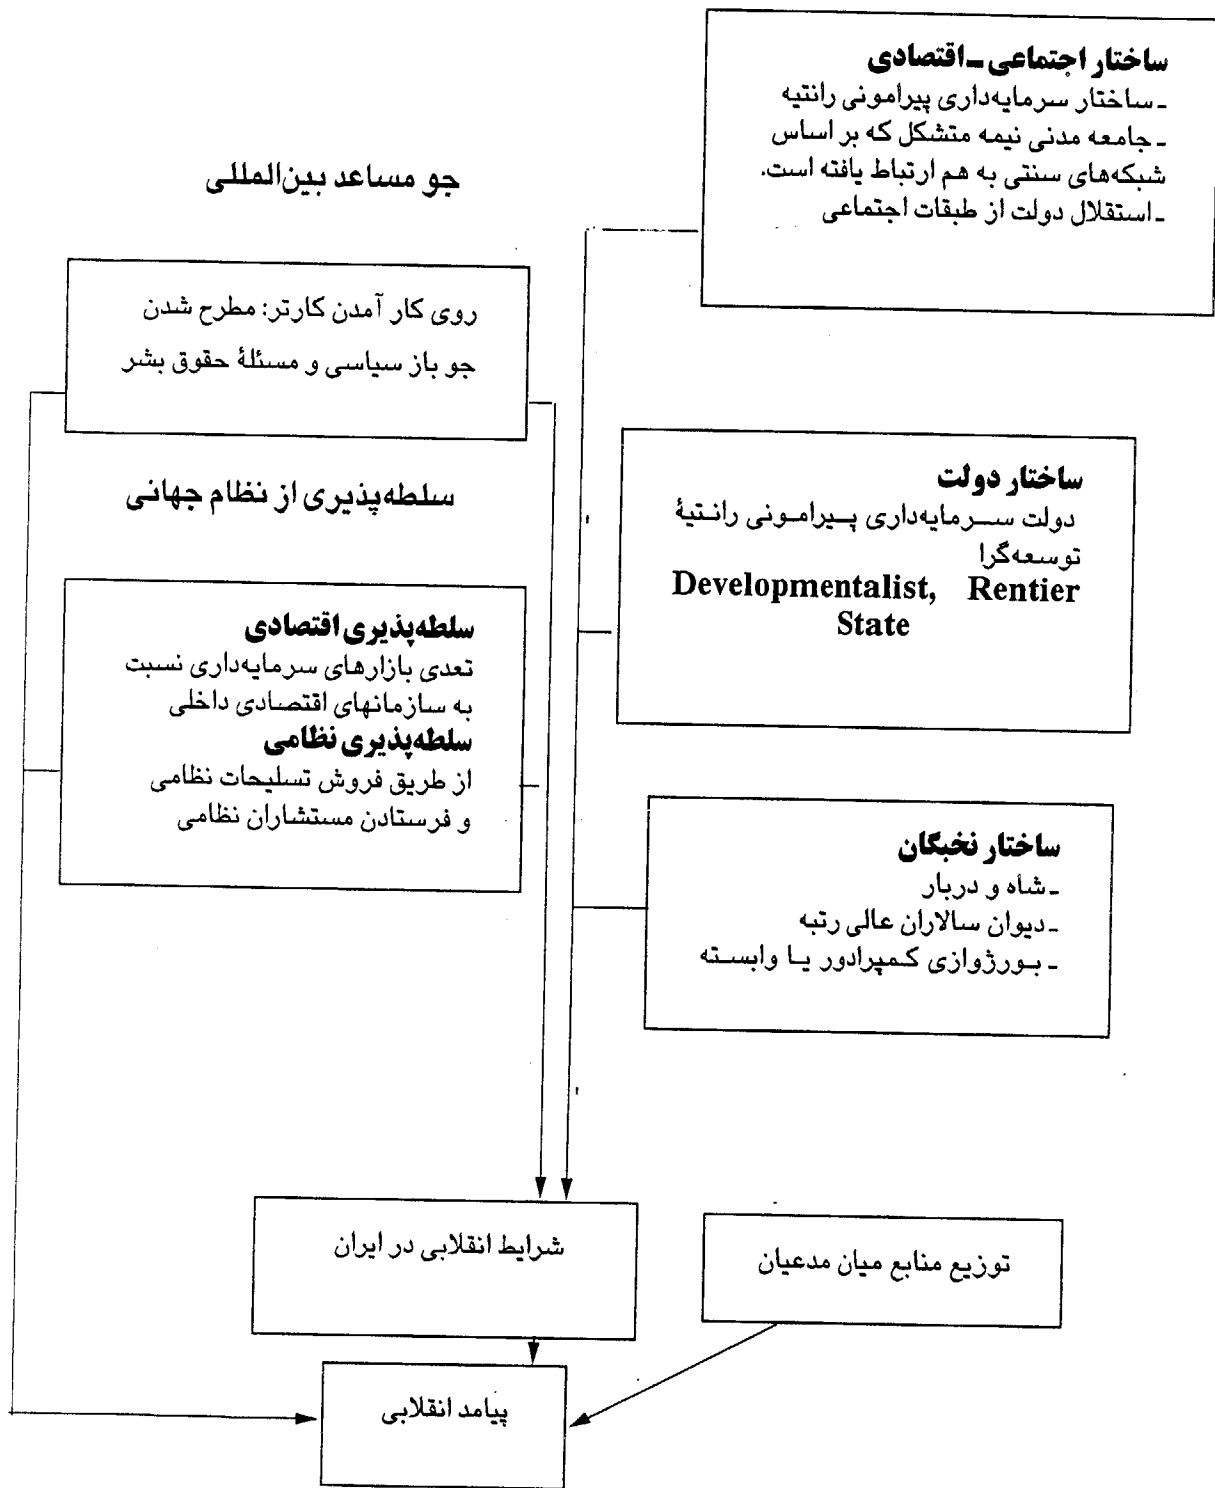 ساختار اجتماعی ـ اقتصادی
ـ ساختار سرمایه‌داری پیرامونی رانتیه
ـ جامعه مدنی نیمه متشکل که بر اساس
شبکه‌های سنتی به هم ارتباط یافته است.
ـ استقلال دولت از طبقات اجتماعی
جو مساعد بین‌المللی
روی کار آمدن کارتر: مطرح شدن
جو باز سیاسی و مسئلهٔ حقوق بشر
ساختار دولت
دولت سرمایه‌داری پیرامونی رانتیهٔ
توسعه‌گرا
Developmentalist, Rentier
State
سلطه‌پذیری از نظام جهانی
سلطه‌پذیری اقتصادی
تعدی بازارهای سرمایه‌داری نسبت
به سازمانهای اقتصادی داخلی
سلطه‌پذیری نظامی
از طریق فروش تسلیحات نظامی
و فرستادن مستشاران نظامی
ساختار نخبگان
ـ شاه و دربار
ـ دیوان سالاران عالی رتبه
ـ بورژوازی کمپرادور یا وابسته
توزیع منابع میان مدعیان
شرایط انقلابی در ایران
پیامد انقلابی